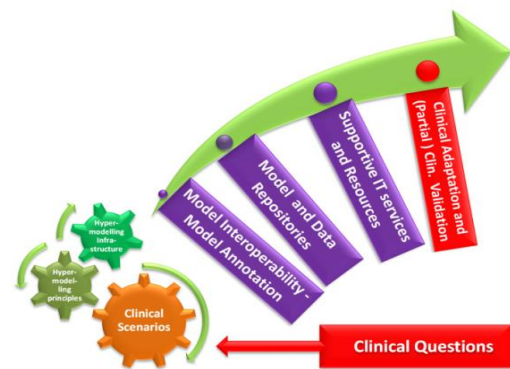 Hyper-
modelling
Infra-
structure
Hyper-
model-
ling
principles
Clinical
Scenarios
Model Interoperability -
Model Annotation
Model and Data
Repositories
Supportive IT services
and Resources
Clinical Adaptation and
(Partial ) Clin. Validation
Clinical Questions